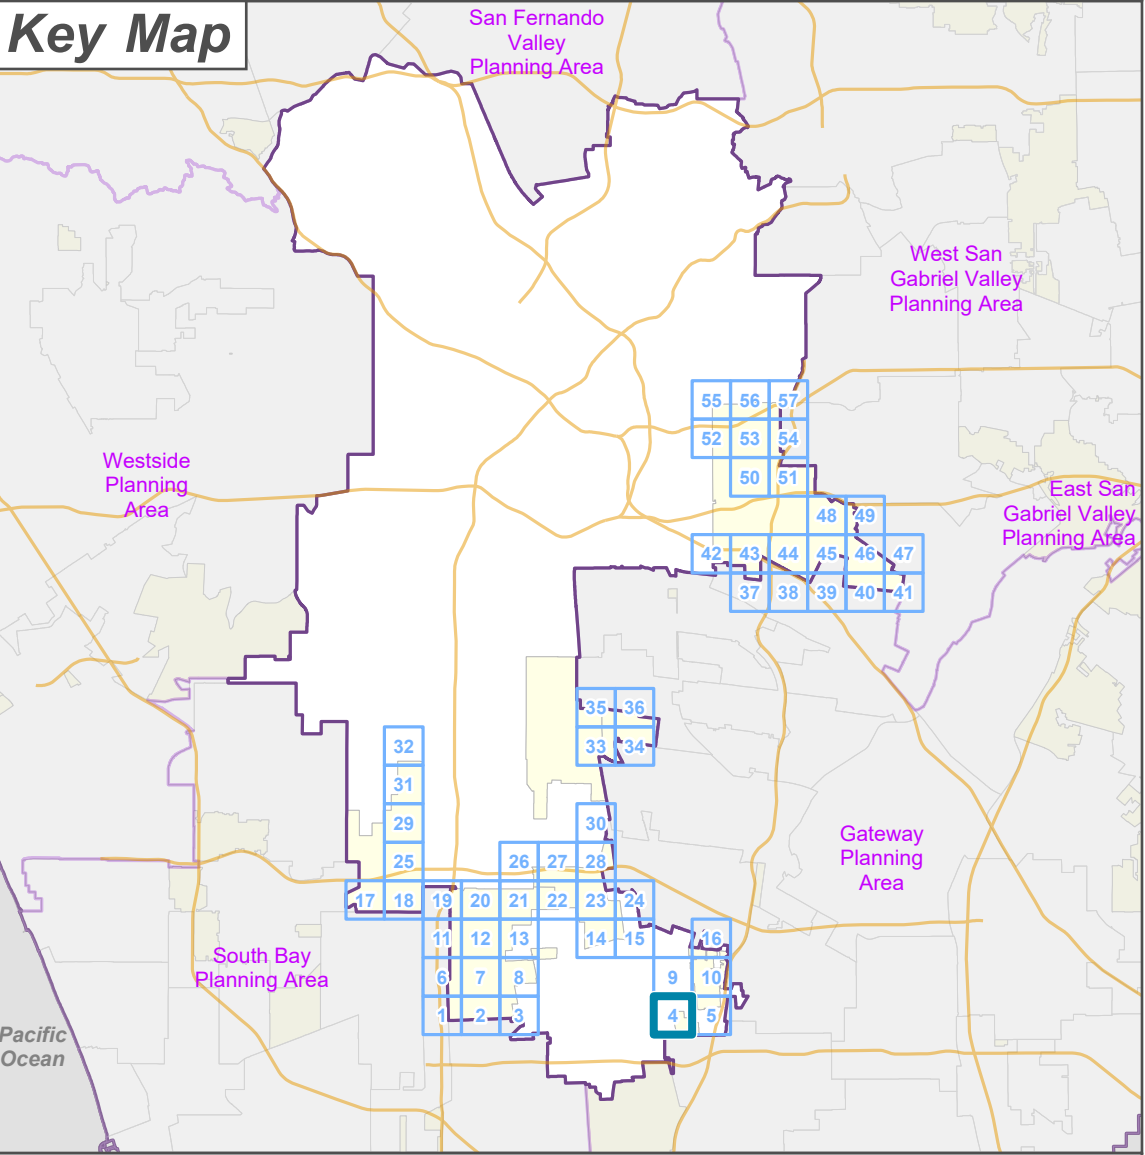 Key Map
San Fernando
Valley
Planning Area
West San
Gabriel Valley
Planning Area
Westside
Planning
Area
East San
Gabriel Valley
Planning Area
55 56 57
52 53 54
50 51
48 49
42 43 44 45 46 47
37 38 39 40 41
35 36
33 34
32
31
29
30
25
26 27 28
17 18 19 20 21 22 23 24
11 12 13
14 15
16
6 7 8
9 10
1 2 3
4 5
Gateway
Planning
Area
South Bay
Planning Area
Pacific
Ocean